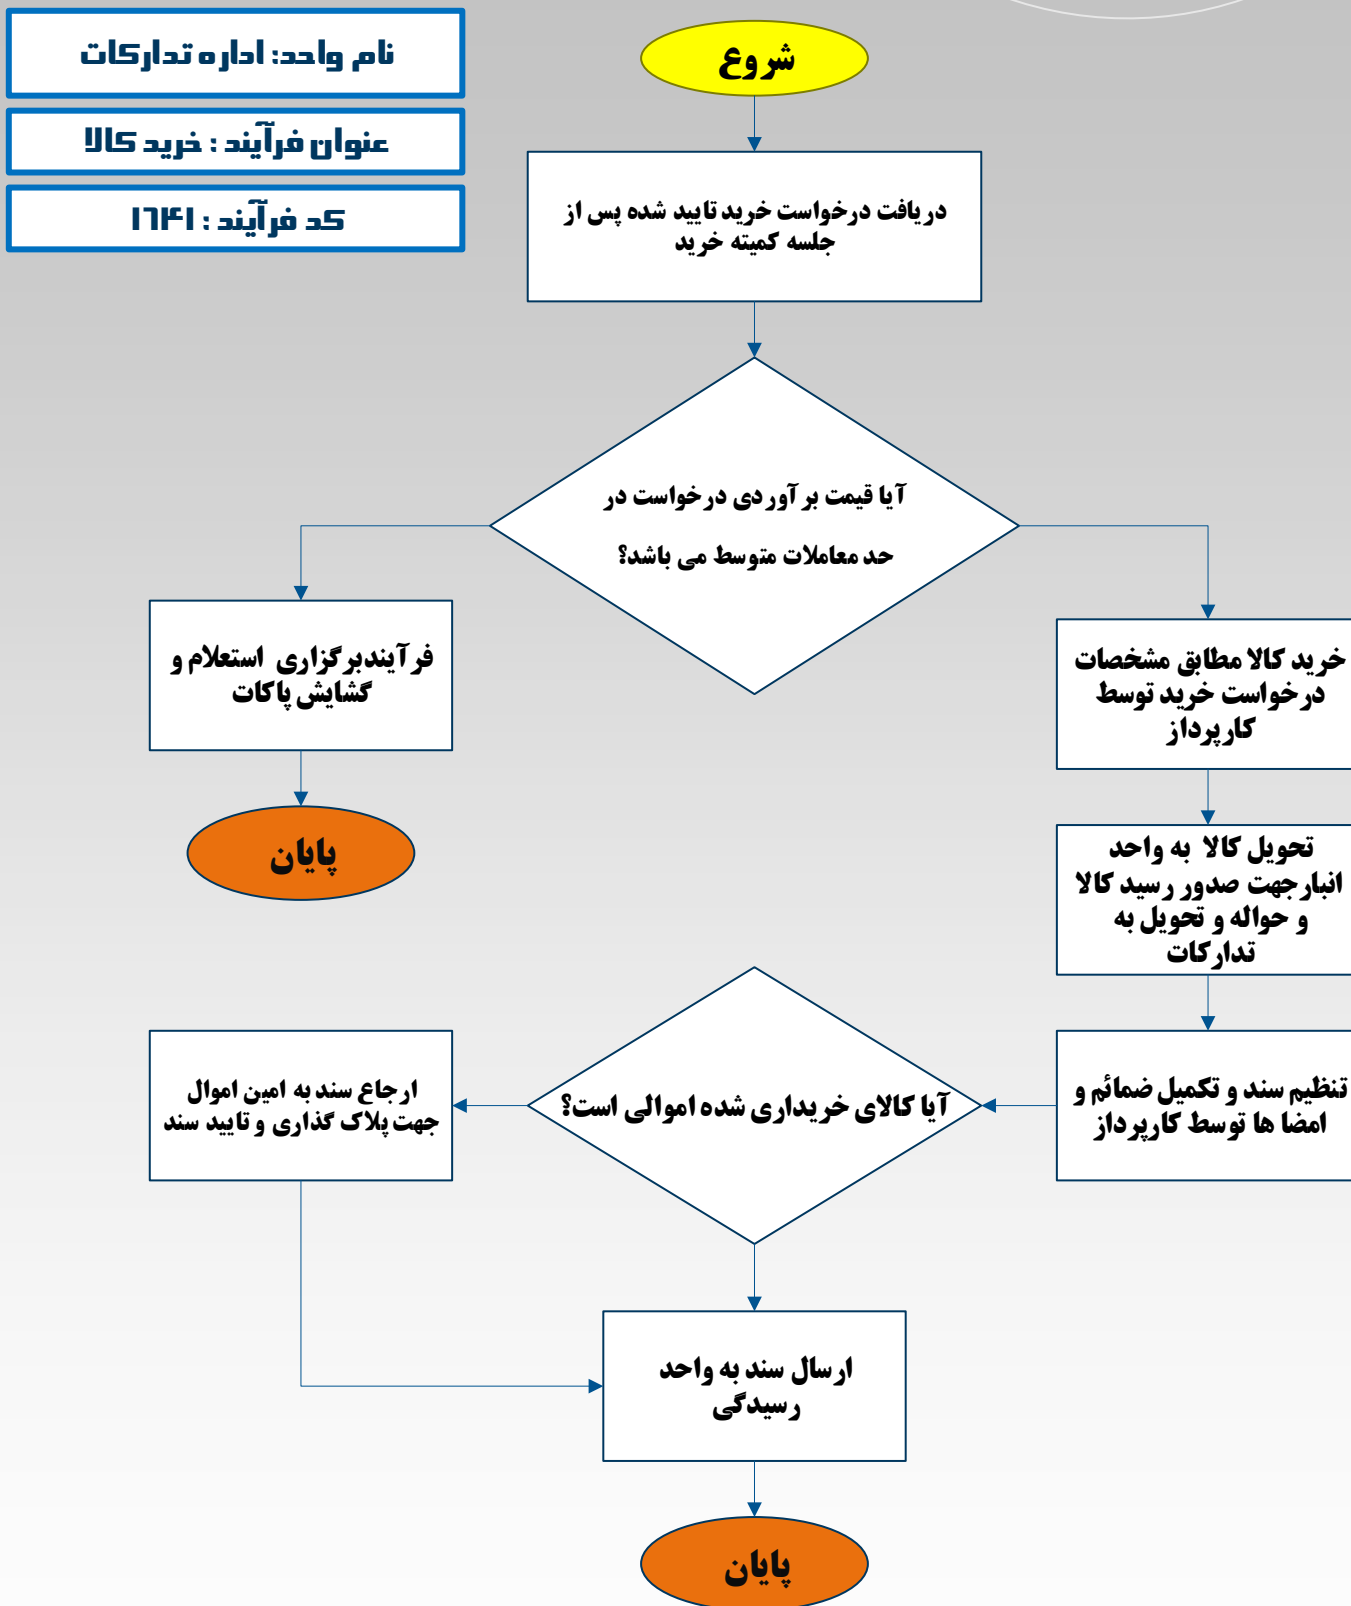 نام واحد: اداره تدارکات
عنوان فرآیند : خرید کالا
کد فرآیند : ۱۶۴۱
شروع
دریافت درخواست خرید تایید شده پس از
جلسه کمیته خرید
آیا قیمت برآوردی درخواست در
حد معاملات متوسط می باشد؟
فرآیندبرگزاری استعلام و
گشایش پاکات
پایان
خرید کالا مطابق مشخصات
درخواست خرید توسط
کارپرداز
تحویل کالا به واحد
انبارجهت صدور رسید کالا
و حواله و تحویل به
تدارکات
تنظیم سند و تکمیل ضمائم و
امضا ها توسط کارپرداز
آیا کالای خریداری شده اموالی است؟
ارجاع سند به امین اموال
جهت پلاک گذاری و تایید سند
ارسال سند به واحد
رسیدگی
پایان